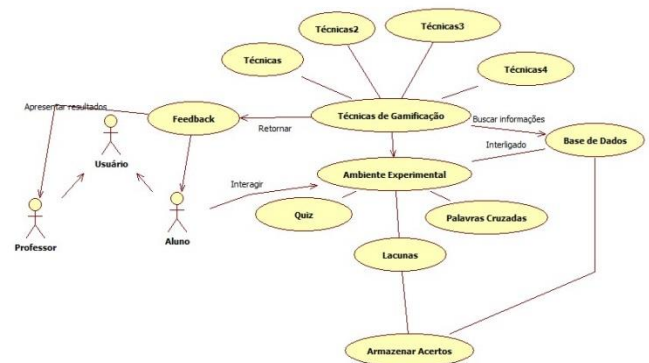 Técnicas2
Técnicas3
Técnicas
Técnicas4
Apresentar resultados
Feedback
Retornar
Técnicas de Gamificação
Buscar informações
Base de Dados
Interligado
Usuário
Ambiente Experimental
Interagir
Quiz
Palavras Cruzadas
Professor
Aluno
Lacunas
Armazenar Acertos